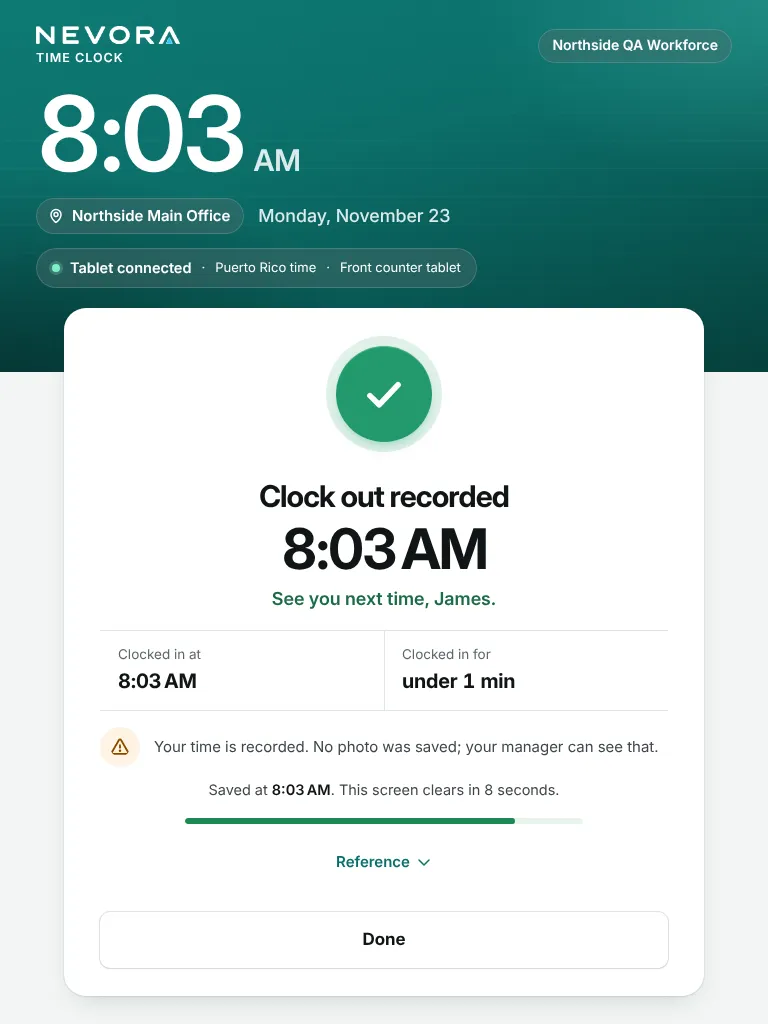 NEVORA
TIME CLOCK
Northside QA Workforce
8:03 AM
Northside Main Office
Monday, November 23
Tablet connected · Puerto Rico time · Front counter tablet
Clock out recorded
8:03 AM
See you next time, James.
Clocked in at
8:03 AM
Clocked in for
under 1 min
Your time is recorded. No photo was saved; your manager can see that.
Saved at 8:03 AM. This screen clears in 8 seconds.
Reference
Done